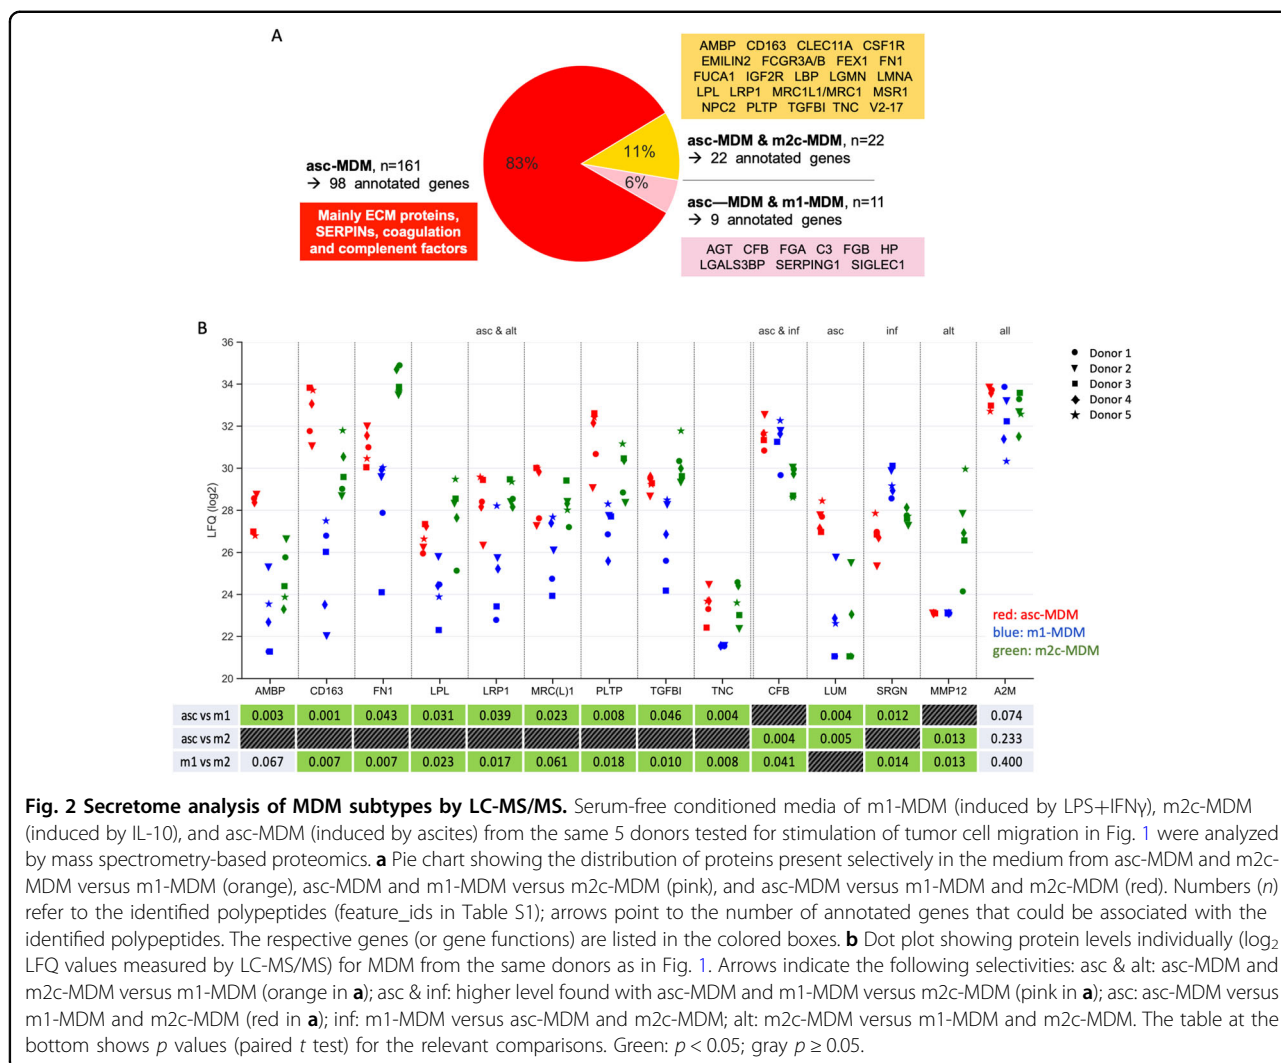 A
AMBP CD163 CLEC11A CSF1R
EMILIN2 FCGR3A/B FEX1 FN1
FUCA1 IGF2R LBP LGMN LMNA
LPL LRP1 MRC1L1/MRC1 MSR1
NPC2 PLTP TGFBI TNC V2-17
asc-MDM & m2c-MDM, n=22
→ 22 annotated genes
11%
83%
6%
asc-MDM, n=161
→ 98 annotated genes
Mainly ECM proteins,
SERPINs, coagulation
and complenent factors
asc—MDM & m1-MDM, n=11
→ 9 annotated genes
AGT CFB FGA C3 FGB HP
LGALS3BP SERPING1 SIGLEC1
B
asc & alt asc & inf asc inf alt all
36
34
32
30
28
26
24
22
20
LFQ (log2)
Donor 1
Donor 2
Donor 3
Donor 4
Donor 5
red: asc-MDM
blue: m1-MDM
green: m2c-MDM
AMBP CD163 FN1 LPL LRP1 MRC(L)1 PLTP TGFBI TNC CFB LUM SRGN MMP12 A2M
asc vs m1 0.003 0.001 0.043 0.031 0.039 0.023 0.008 0.046 0.004 0.004 0.012 0.074
asc vs m2 0.004 0.005 0.013 0.233
m1 vs m2 0.067 0.007 0.007 0.023 0.017 0.061 0.018 0.010 0.008 0.041 0.014 0.013 0.400
Fig. 2 Secretome analysis of MDM subtypes by LC-MS/MS. Serum-free conditioned media of m1-MDM (induced by LPS+IFNγ), m2c-MDM
(induced by IL-10), and asc-MDM (induced by ascites) from the same 5 donors tested for stimulation of tumor cell migration in Fig. 1 were analyzed
by mass spectrometry-based proteomics. a Pie chart showing the distribution of proteins present selectively in the medium from asc-MDM and m2c-
MDM versus m1-MDM (orange), asc-MDM and m1-MDM versus m2c-MDM (pink), and asc-MDM versus m1-MDM and m2c-MDM (red). Numbers (n)
refer to the identified polypeptides (feature_ids in Table S1); arrows point to the number of annotated genes that could be associated with the
identified polypeptides. The respective genes (or gene functions) are listed in the colored boxes. b Dot plot showing protein levels individually (log₂
LFQ values measured by LC-MS/MS) for MDM from the same donors as in Fig. 1. Arrows indicate the following selectivities: asc & alt: asc-MDM and
m2c-MDM versus m1-MDM (orange in a); asc & inf: higher level found with asc-MDM and m1-MDM versus m2c-MDM (pink in a); asc: asc-MDM versus
m1-MDM and m2c-MDM (red in a); inf: m1-MDM versus asc-MDM and m2c-MDM; alt: m2c-MDM versus m1-MDM and m2c-MDM. The table at the
bottom shows p values (paired t test) for the relevant comparisons. Green: p < 0.05; gray p ≥ 0.05.